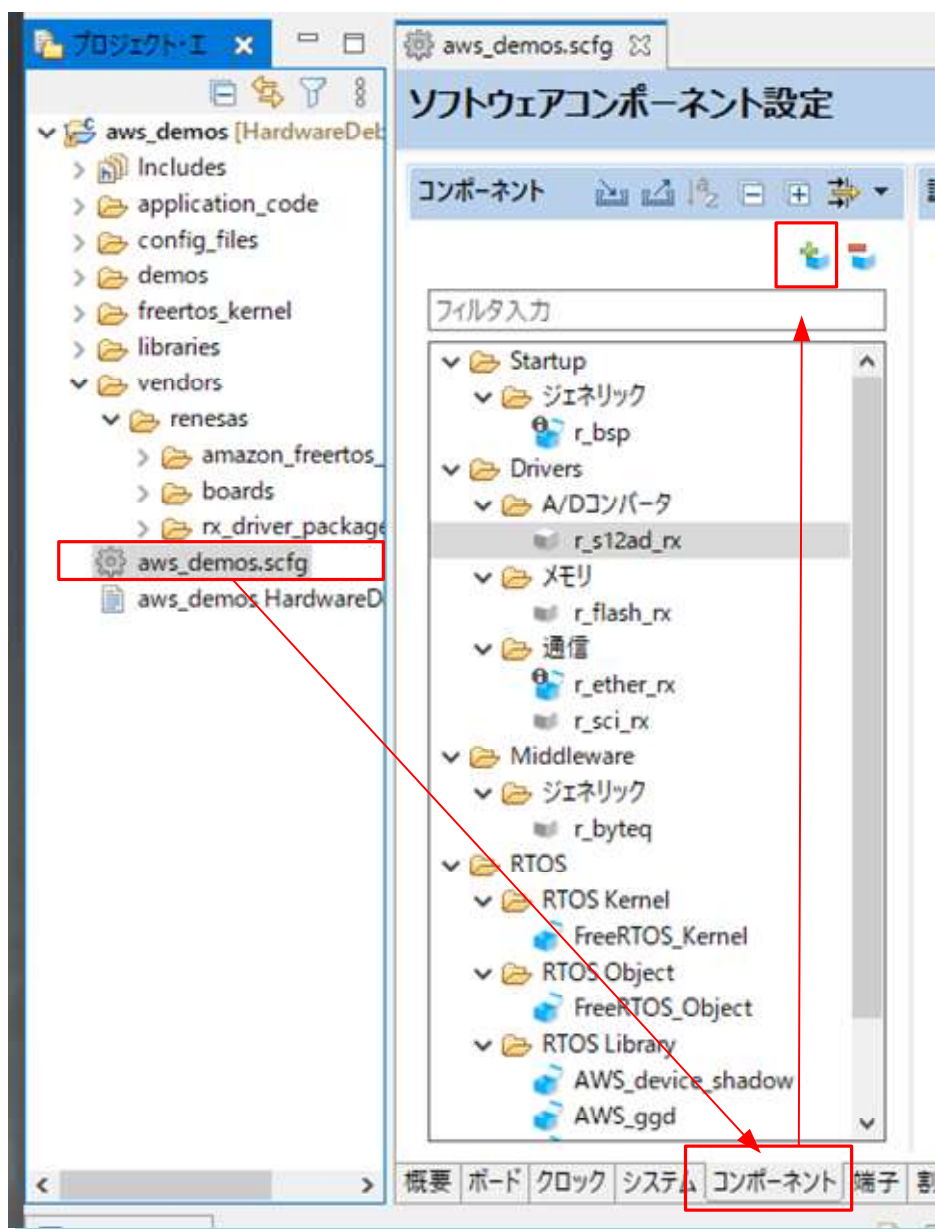 プロジェクト・エ
aws_demos [HardwareDeb
Includes
application_code
config_files
demos
freertos_kernel
libraries
vendors
renesas
amazon_freertos_
boards
rx_driver_package
aws_demos.scfg
aws_demos HardwareD
aws_demos.scfg
ソフトウェアコンポーネント設定
コンポーネント
フィルタ入力
Startup
ジェネリック
r_bsp
Drivers
A/Dコンバータ
r_s12ad_rx
メモリ
r_flash_rx
通信
r_ether_rx
r_sci_rx
Middleware
ジェネリック
r_byteq
RTOS
RTOS Kernel
FreeRTOS_Kernel
RTOS Object
FreeRTOS_Object
RTOS Library
AWS_device_shadow
AWS_ggd
概要 ボード クロック システム コンポーネント 端子 割